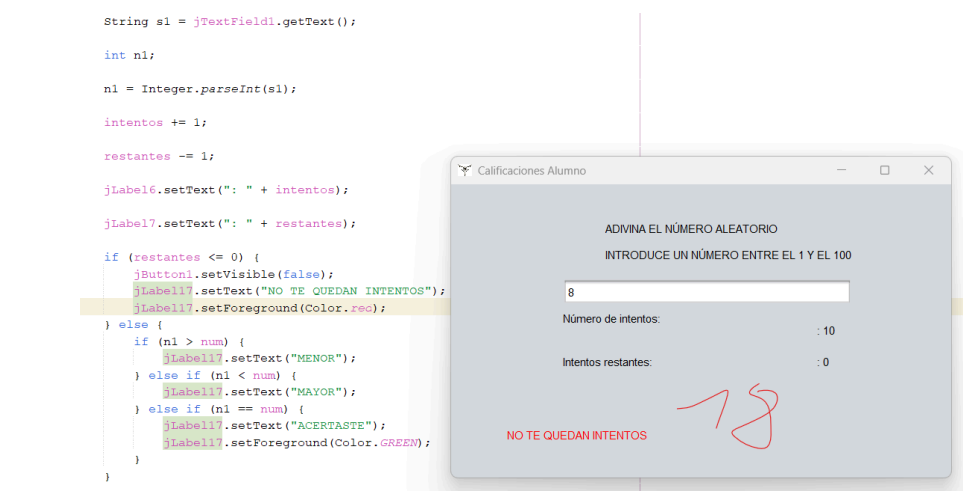 String s1 = jTextField1.getText();
int n1;
n1 = Integer.parseInt(s1);
intentos += 1;
restantes -= 1;
jLabel6.setText(": " + intentos);
jLabel7.setText(": " + restantes);
if (restantes <= 0) {
jButton1.setVisible(false);
jLabel17.setText("NO TE QUEDAN INTENTOS");
jLabel17.setForeground(Color.red);
} else {
if (n1 > num) {
jLabel17.setText("MENOR");
} else if (n1 < num) {
jLabel17.setText("MAYOR");
} else if (n1 == num) {
jLabel17.setText("ACERTASTE");
jLabel17.setForeground(Color.GREEN);
}
}
Calificaciones Alumno
ADIVINA EL NÚMERO ALEATORIO
INTRODUCE UN NÚMERO ENTRE EL 1 Y EL 100
8
Número de intentos:
: 10
Intentos restantes:
: 0
NO TE QUEDAN INTENTOS